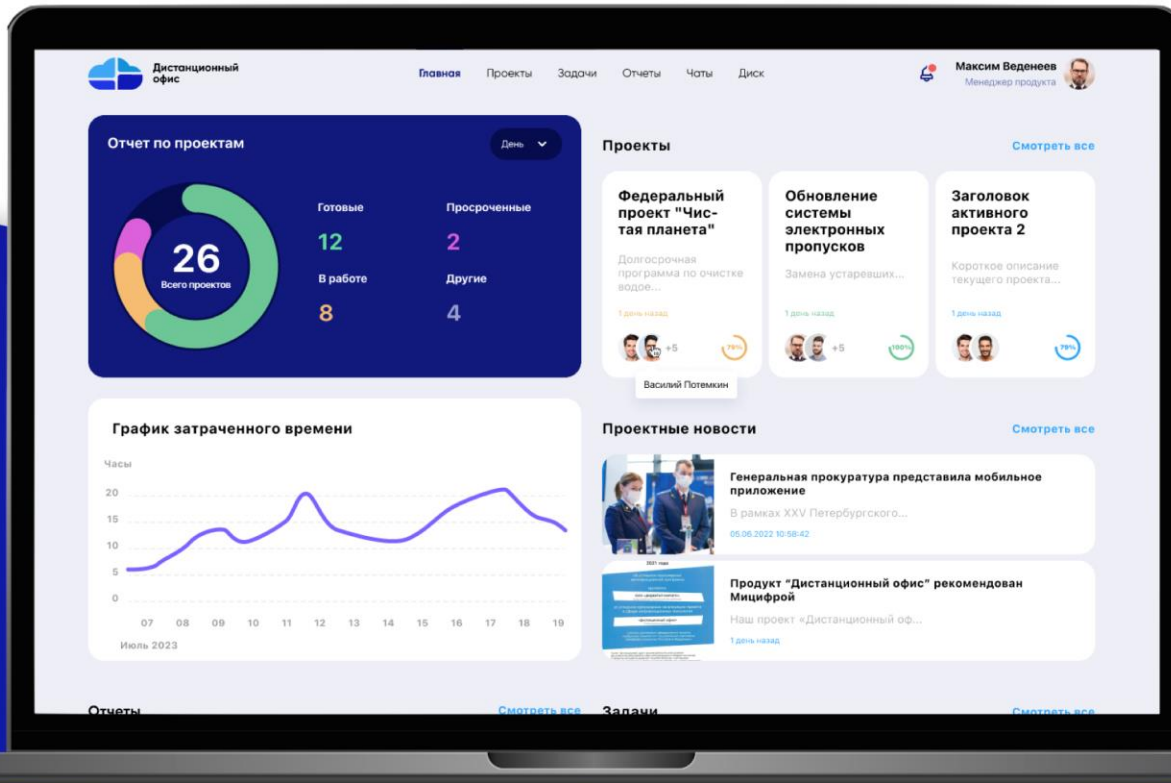 Дистанционный
офис
Главная Проекты Задачи Отчеты Чаты Диск
Максим Веденеев
Менеджер продукта
Отчет по проектам
День
26
Всего проектов
Готовые
12
Просроченные
2
В работе
8
Другие
4
Проекты
Смотреть все
Федеральный
проект "Чис-
тая планета"
Долгосрочная
программа по очистке
водое...
1 день назад
+5
79%
Василий Потемкин
Обновление
системы
электронных
пропусков
Замена устаревших...
1 день назад
+5
100%
Заголовок
активного
проекта 2
Короткое описание
текущего проекта...
1 день назад
79%
График затраченного времени
Часы
20
15
10
5
0
07 08 09 10 11 12 13 14 15 16 17 18 19
Июль 2023
Проектные новости
Смотреть все
Генеральная прокуратура представила мобильное
приложение
В рамках XXV Петербургского...
05.06.2022 10:58:42
2021 года
Продукт "Дистанционный офис" рекомендован
Мицифрой
Наш проект «Дистанционный оф...
1 день назад
Отчеты
Смотреть все
Задачи
Смотреть все